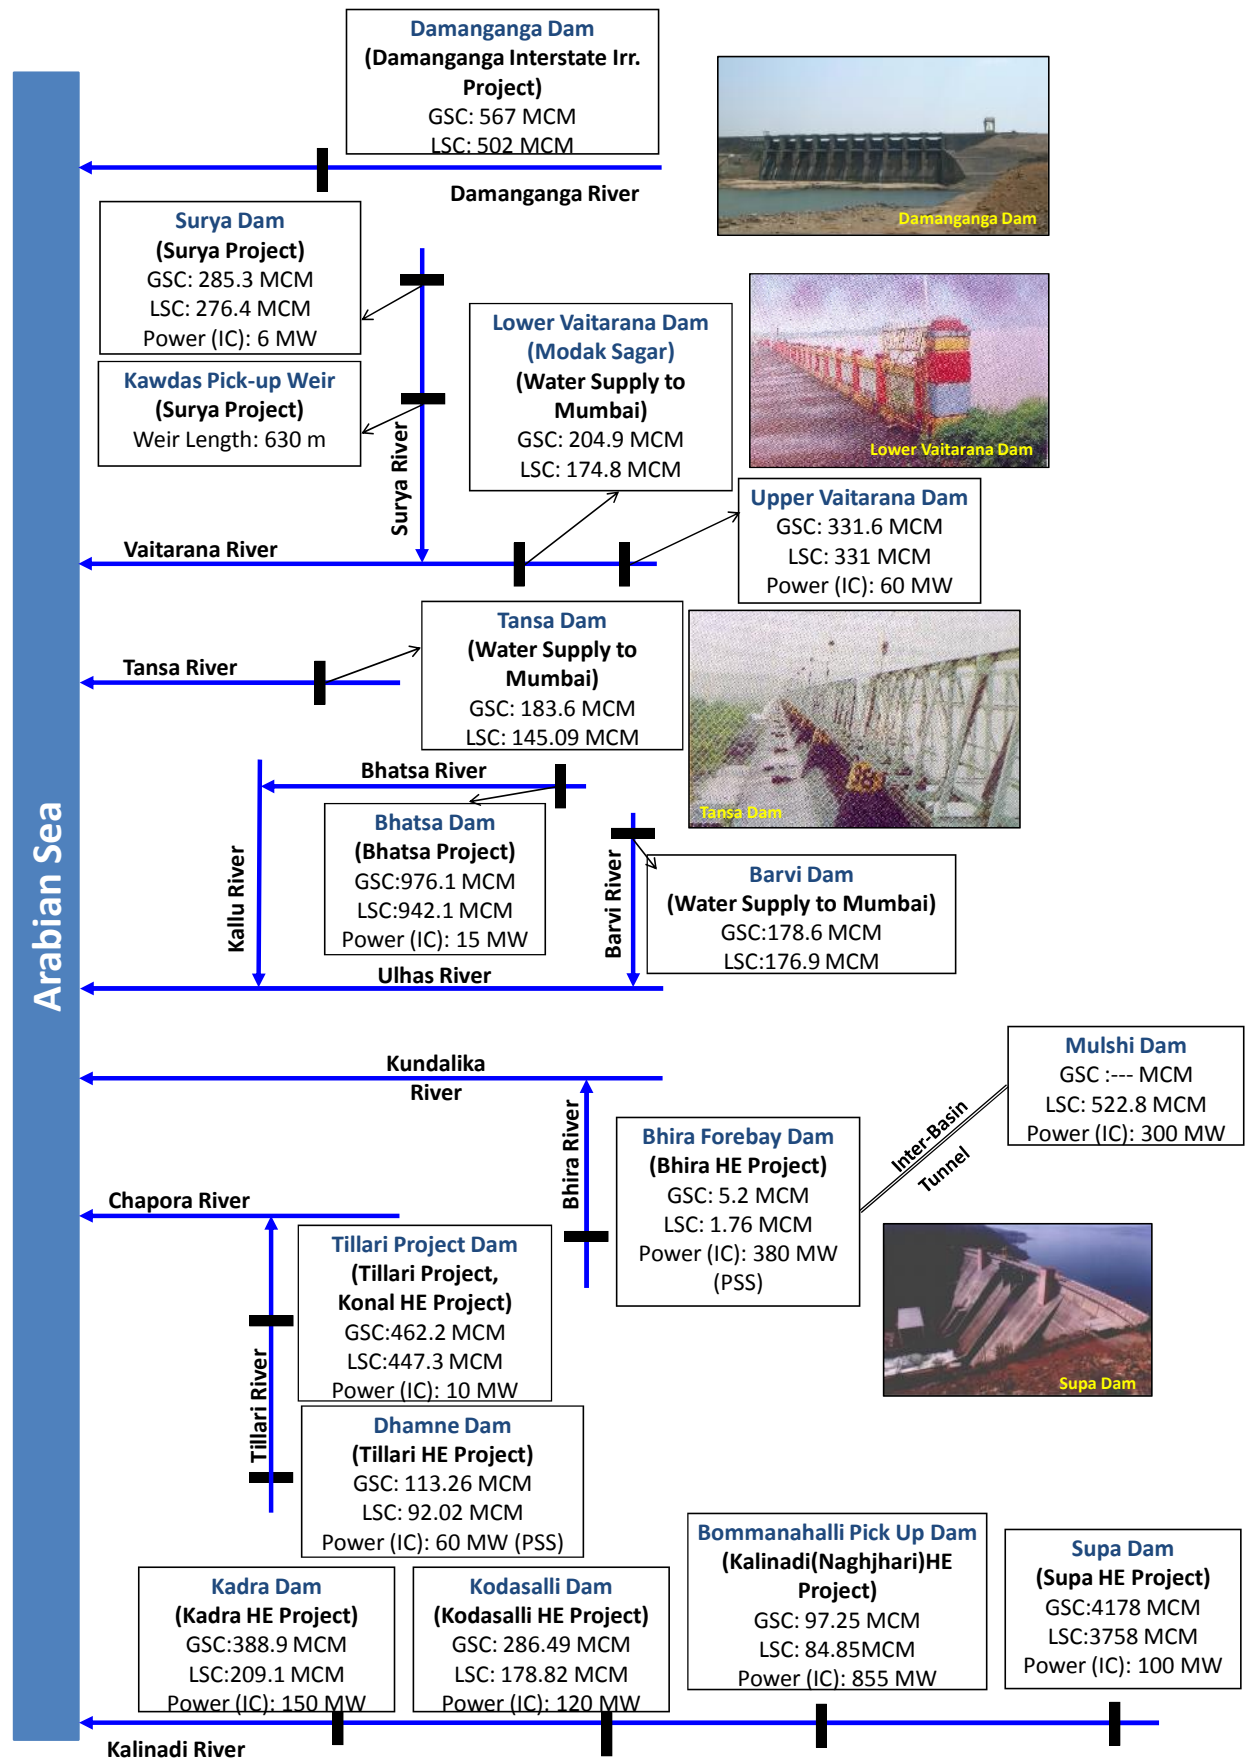 Damanganga Dam
(Damanganga Interstate Irr.
Project)
GSC: 567 MCM
LSC: 502 MCM
Damanganga River
Damanganga Dam
Surya Dam
(Surya Project)
GSC: 285.3 MCM
LSC: 276.4 MCM
Power (IC): 6 MW
Kawdas Pick-up Weir
(Surya Project)
Weir Length: 630 m
Surya River
Lower Vaitarana Dam
(Modak Sagar)
(Water Supply to
Mumbai)
GSC: 204.9 MCM
LSC: 174.8 MCM
Lower Vaitarana Dam
Upper Vaitarana Dam
GSC: 331.6 MCM
LSC: 331 MCM
Power (IC): 60 MW
Vaitarana River
Tansa Dam
(Water Supply to
Mumbai)
GSC: 183.6 MCM
LSC: 145.09 MCM
Tansa River
Tansa Dam
Bhatsa River
Bhatsa Dam
(Bhatsa Project)
GSC:976.1 MCM
LSC:942.1 MCM
Power (IC): 15 MW
Kallu River
Barvi River
Barvi Dam
(Water Supply to Mumbai)
GSC:178.6 MCM
LSC:176.9 MCM
Ulhas River
Arabian Sea
Kundalika
River
Mulshi Dam
GSC :--- MCM
LSC: 522.8 MCM
Power (IC): 300 MW
Inter-Basin
Tunnel
Bhira River
Bhira Forebay Dam
(Bhira HE Project)
GSC: 5.2 MCM
LSC: 1.76 MCM
Power (IC): 380 MW
(PSS)
Chapora River
Tillari Project Dam
(Tillari Project,
Konal HE Project)
GSC:462.2 MCM
LSC:447.3 MCM
Power (IC): 10 MW
Tillari River
Supa Dam
Dhamne Dam
(Tillari HE Project)
GSC: 113.26 MCM
LSC: 92.02 MCM
Power (IC): 60 MW (PSS)
Kadra Dam
(Kadra HE Project)
GSC:388.9 MCM
LSC:209.1 MCM
Power (IC): 150 MW
Kodasalli Dam
(Kodasalli HE Project)
GSC: 286.49 MCM
LSC: 178.82 MCM
Power (IC): 120 MW
Bommanahalli Pick Up Dam
(Kalinadi(Naghjhari)HE
Project)
GSC: 97.25 MCM
LSC: 84.85MCM
Power (IC): 855 MW
Supa Dam
(Supa HE Project)
GSC:4178 MCM
LSC:3758 MCM
Power (IC): 100 MW
Kalinadi River